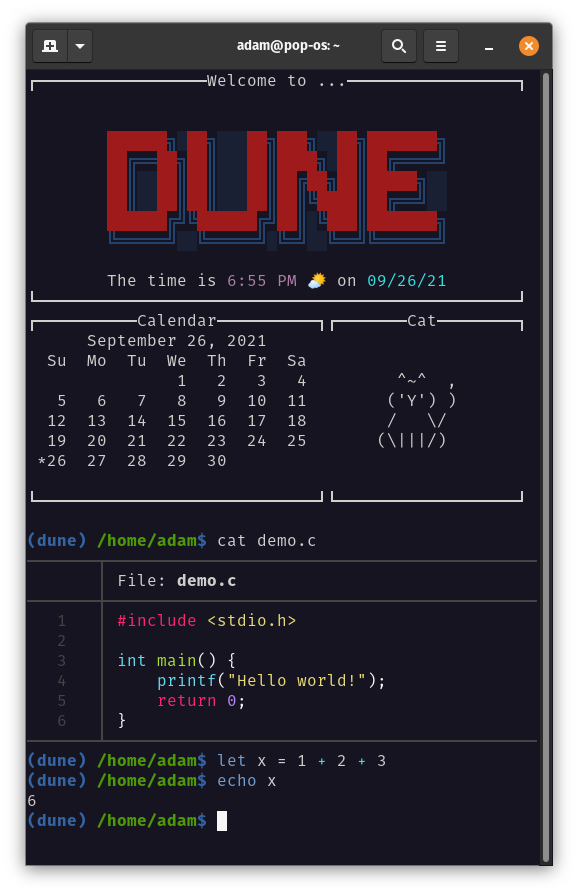 adam@pop-os: ~
Welcome to ...
DUNE
The time is 6:55 PM 🌤️ on 09/26/21
Calendar
September 26, 2021
Su Mo Tu We Th Fr Sa
1 2 3 4
5 6 7 8 9 10 11
12 13 14 15 16 17 18
19 20 21 22 23 24 25
*26 27 28 29 30
Cat
^~^  ,
('Y') )
/   \/
(\|||/)
(dune) /home/adam$ cat demo.c
File: demo.c
1 #include <stdio.h>
2
3 int main() {
4     printf("Hello world!");
5     return 0;
6 }
(dune) /home/adam$ let x = 1 + 2 + 3
(dune) /home/adam$ echo x
6
(dune) /home/adam$